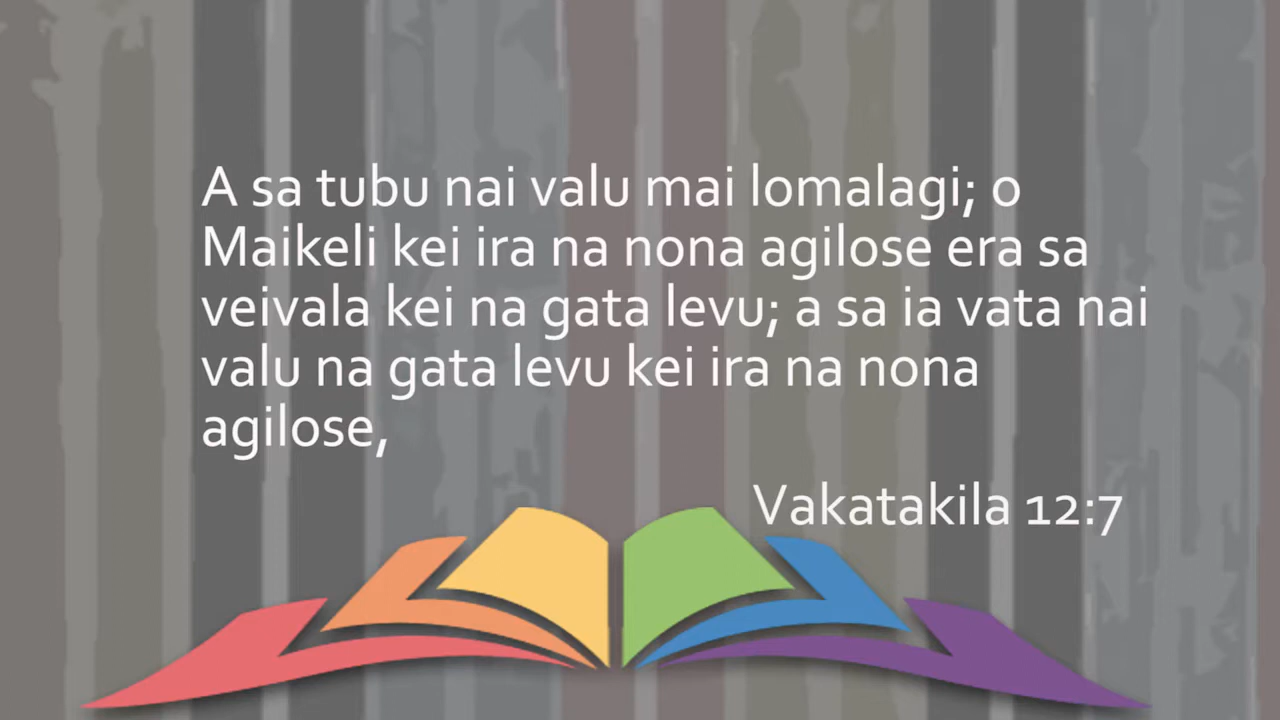 A sa tubu nai valu mai lomalagi; o
Maikeli kei ira na nona agilose era sa
veivala kei na gata levu; a sa ia vata nai
valu na gata levu kei ira na nona
agilose,
Vakatakila 12:7